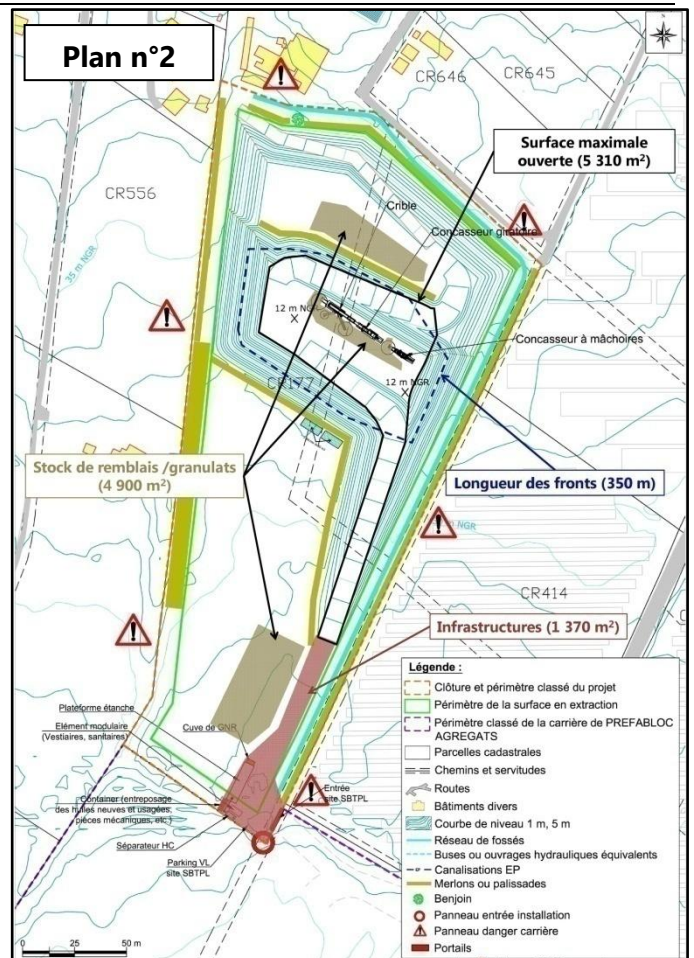 Plan n°2
CR646
CR645
Surface maximale
ouverte (5 310 m²)
CR556
Crible
Concasseur giratoire
35 m NGR
12 m NGR
Concasseur à mâchoires
12 m NGR
CR177
Stock de remblais /granulats
(4 900 m²)
Longueur des fronts (350 m)
m NGR
CR414
Infrastructures (1 370 m²)
Plateforme étanche
Elément modulaire
(Vestiaires, sanitaires)
Cuve de GNR
Container (entreposage
des huiles neuves et usagées,
pièces mécaniques, etc.)
Séparateur HC
Parking VL
site SBTPL
Entrée
site SBTPL
Légende :
Clôture et périmètre classé du projet
Périmètre de la surface en extraction
Périmètre classé de la carrière de PREFABLOC
AGREGATS
Parcelles cadastrales
Chemins et servitudes
Routes
Bâtiments divers
Courbe de niveau 1 m, 5 m
Réseau de fossés
Buses ou ouvrages hydrauliques équivalents
Canalisations EP
Merlons ou palissades
Benjoin
Panneau entrée installation
Panneau danger carrière
Portails
0 25 50 m